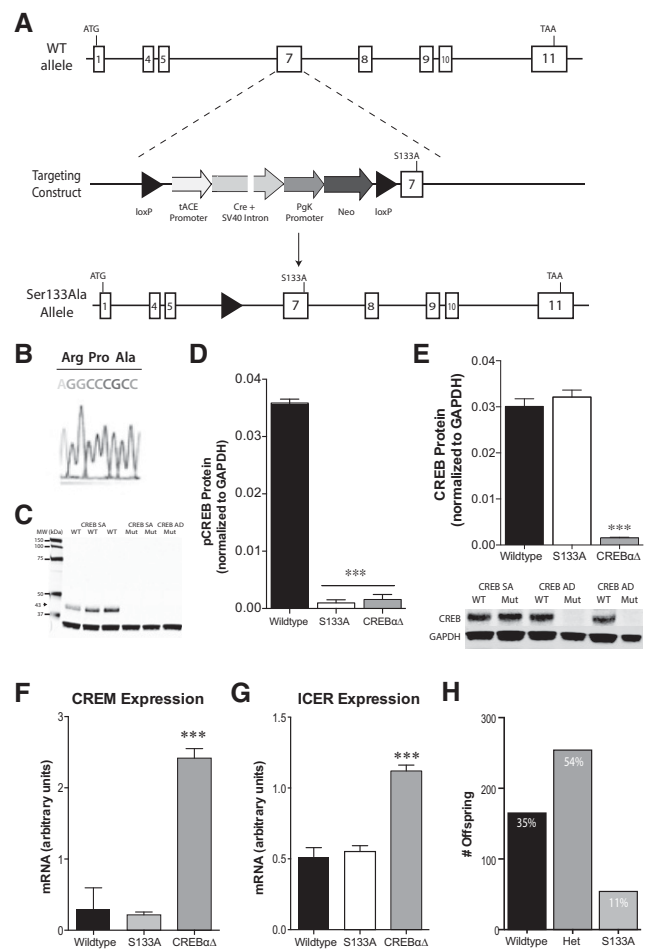 A
ATG
TAA
WT
allele
1
4
5
7
8
9
10
11
S133A
Targeting
Construct
7
loxP
tACE
Promoter
Cre +
SV40 Intron
PgK
Promoter
Neo
loxP
ATG
S133A
TAA
Ser133Ala
Allele
1
4
5
7
8
9
10
11
B
Arg Pro Ala
AGGCCCGCC
C
CREB SA
CREB SA
CREB AD
MW (kDa)
WT
WT
WT
Mut
Mut
Mut
150
100
75
50
43
37
D
pCREB Protein
(normalized to GAPDH)
0.04
0.03
0.02
0.01
0.00
***
Wildtype
S133A
CREBαΔ
E
CREB Protein
(normalized to GAPDH)
0.04
0.03
0.02
0.01
0.00
***
Wildtype
S133A
CREBαΔ
CREB SA
CREB AD
CREB AD
WT
Mut
WT
Mut
WT
Mut
CREB
GAPDH
F
CREM Expression
mRNA (arbitrary units)
3
2
1
0
***
Wildtype
S133A
CREBαΔ
G
ICER Expression
mRNA (arbitrary units)
1.5
1.0
0.5
0.0
***
Wildtype
S133A
CREBαΔ
H
# Offspring
300
200
100
0
35%
54%
11%
Wildtype
Het
S133A